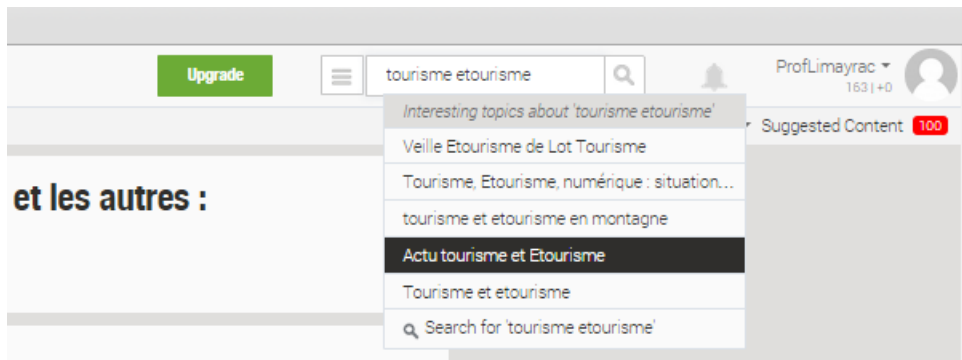 Upgrade
tourisme etourisme
ProfLimayrac
163 | +0
Interesting topics about 'tourisme etourisme'
Suggested Content 100
Veille Etourisme de Lot Tourisme
Tourisme, Etourisme, numérique : situation...
et les autres :
tourisme et etourisme en montagne
Actu tourisme et Etourisme
Tourisme et etourisme
Search for 'tourisme etourisme'